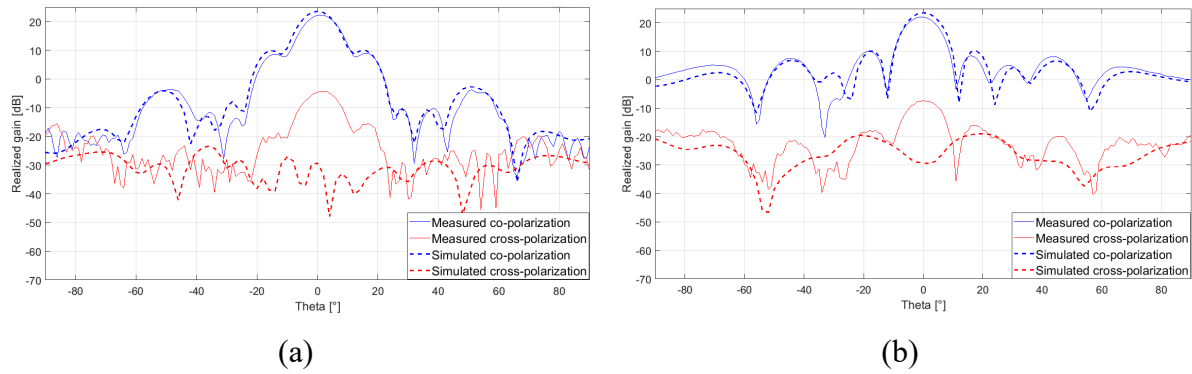 20
10
0
-10
-20
-30
-40
-50
-60
-70
Realized gain [dB]
-80 -60 -40 -20 0 20 40 60 80
Theta [°]
Measured co-polarization
Measured cross-polarization
Simulated co-polarization
Simulated cross-polarization
(a)
20
10
0
-10
-20
-30
-40
-50
-60
-70
Realized gain [dB]
-80 -60 -40 -20 0 20 40 60 80
Theta [°]
Measured co-polarization
Measured cross-polarization
Simulated co-polarization
Simulated cross-polarization
(b)